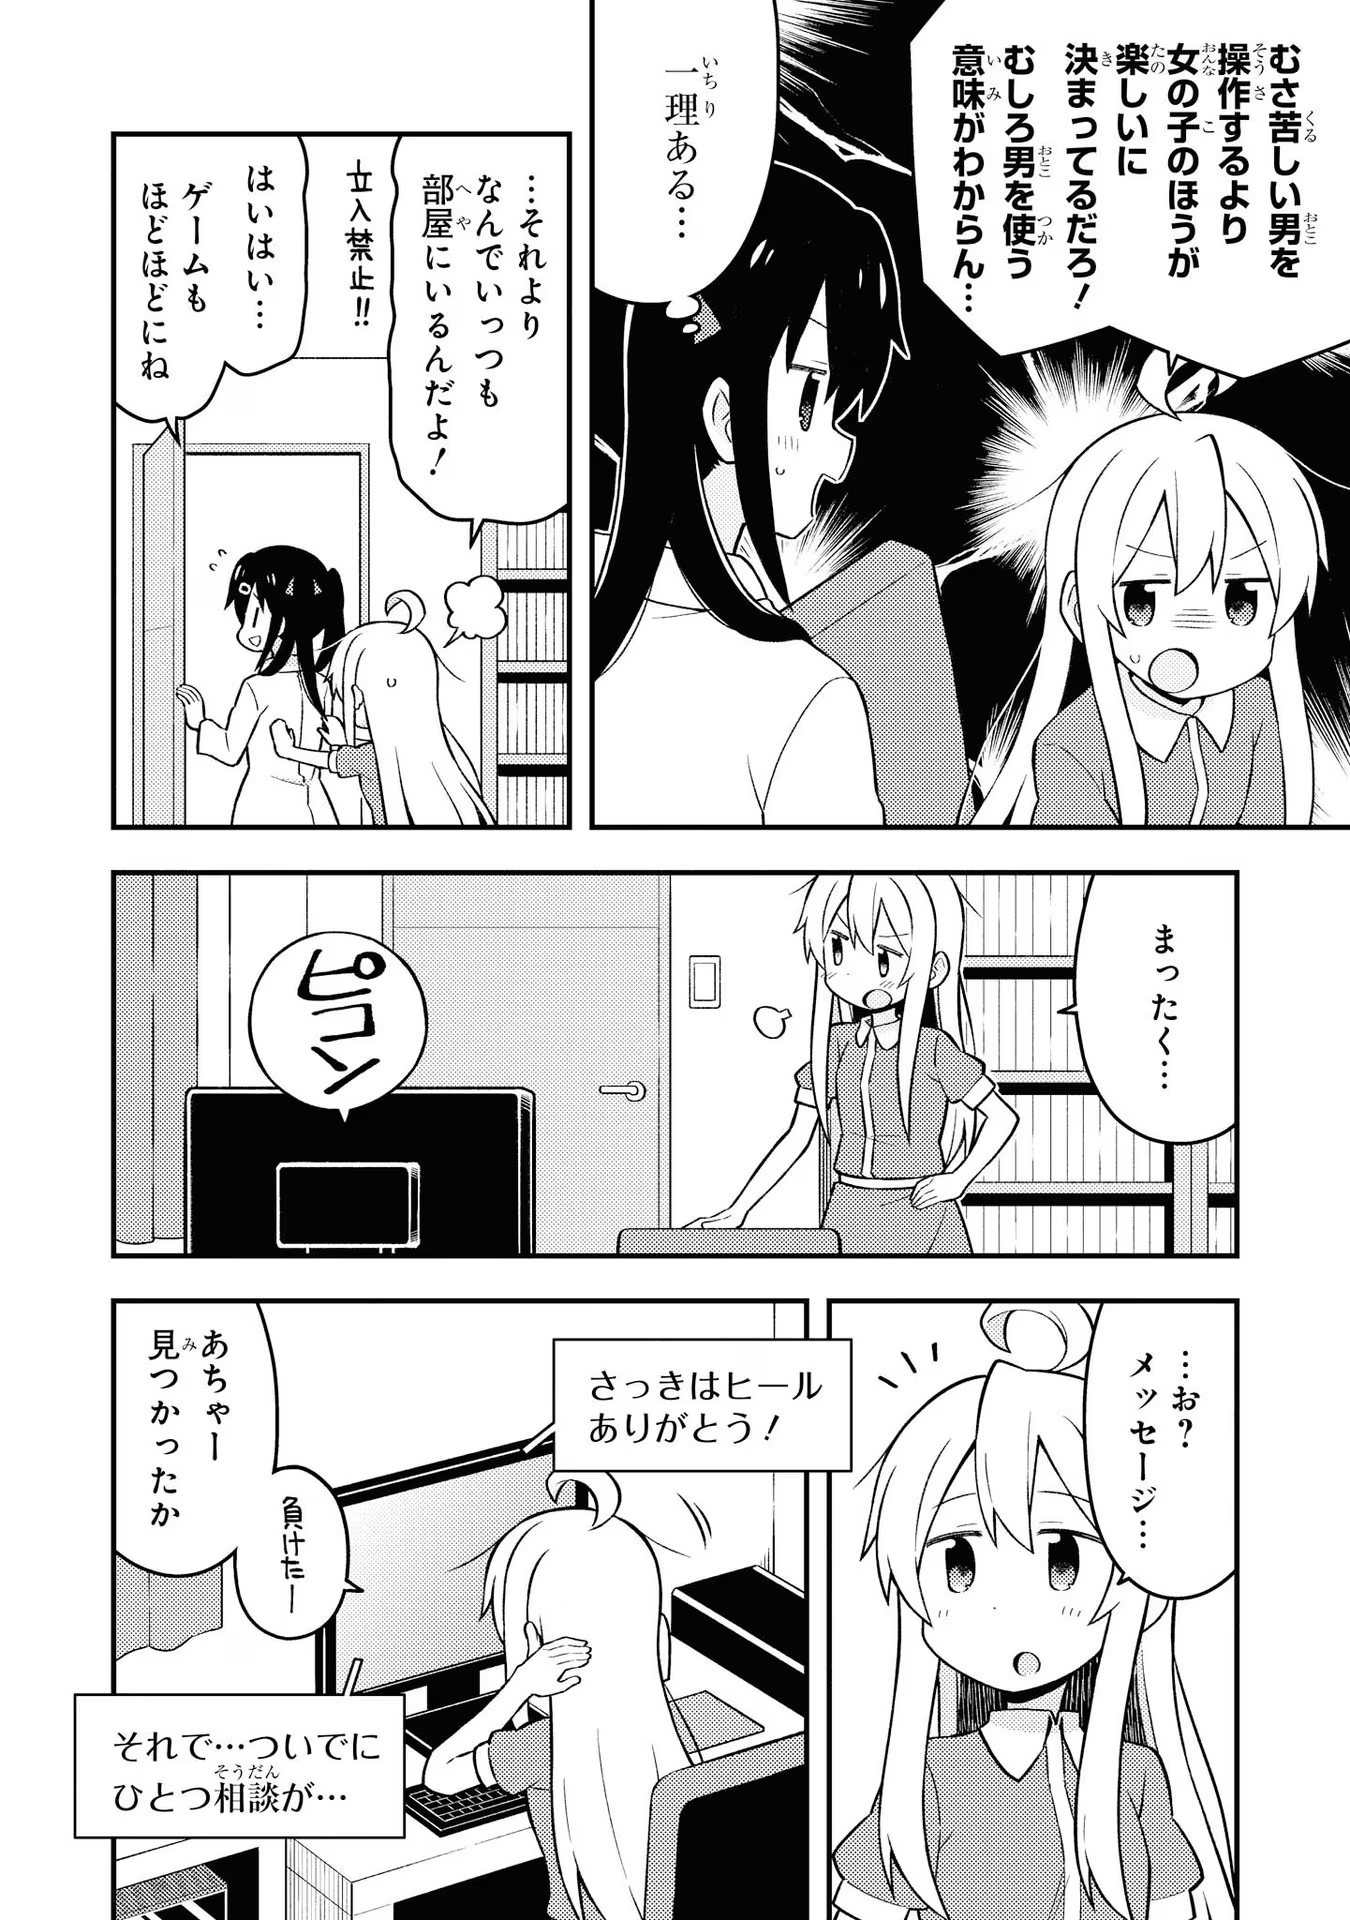 むさ苦しい男を
操作するより
女の子のほうが
楽しいに
決まってるだろ!
むしろ男を使う
意味がわからん…
一理ある…
…それより
なんでいっつも
部屋にいるんだよ!
立入禁止!!
はいはい…
ゲームも
ほどほどにね
まったく…
ピコン
…お?
メッセージ…
さっきはヒール
ありがとう!
あちゃー
見つかったか
負けたー
それで…ついでに
ひとつ相談が…